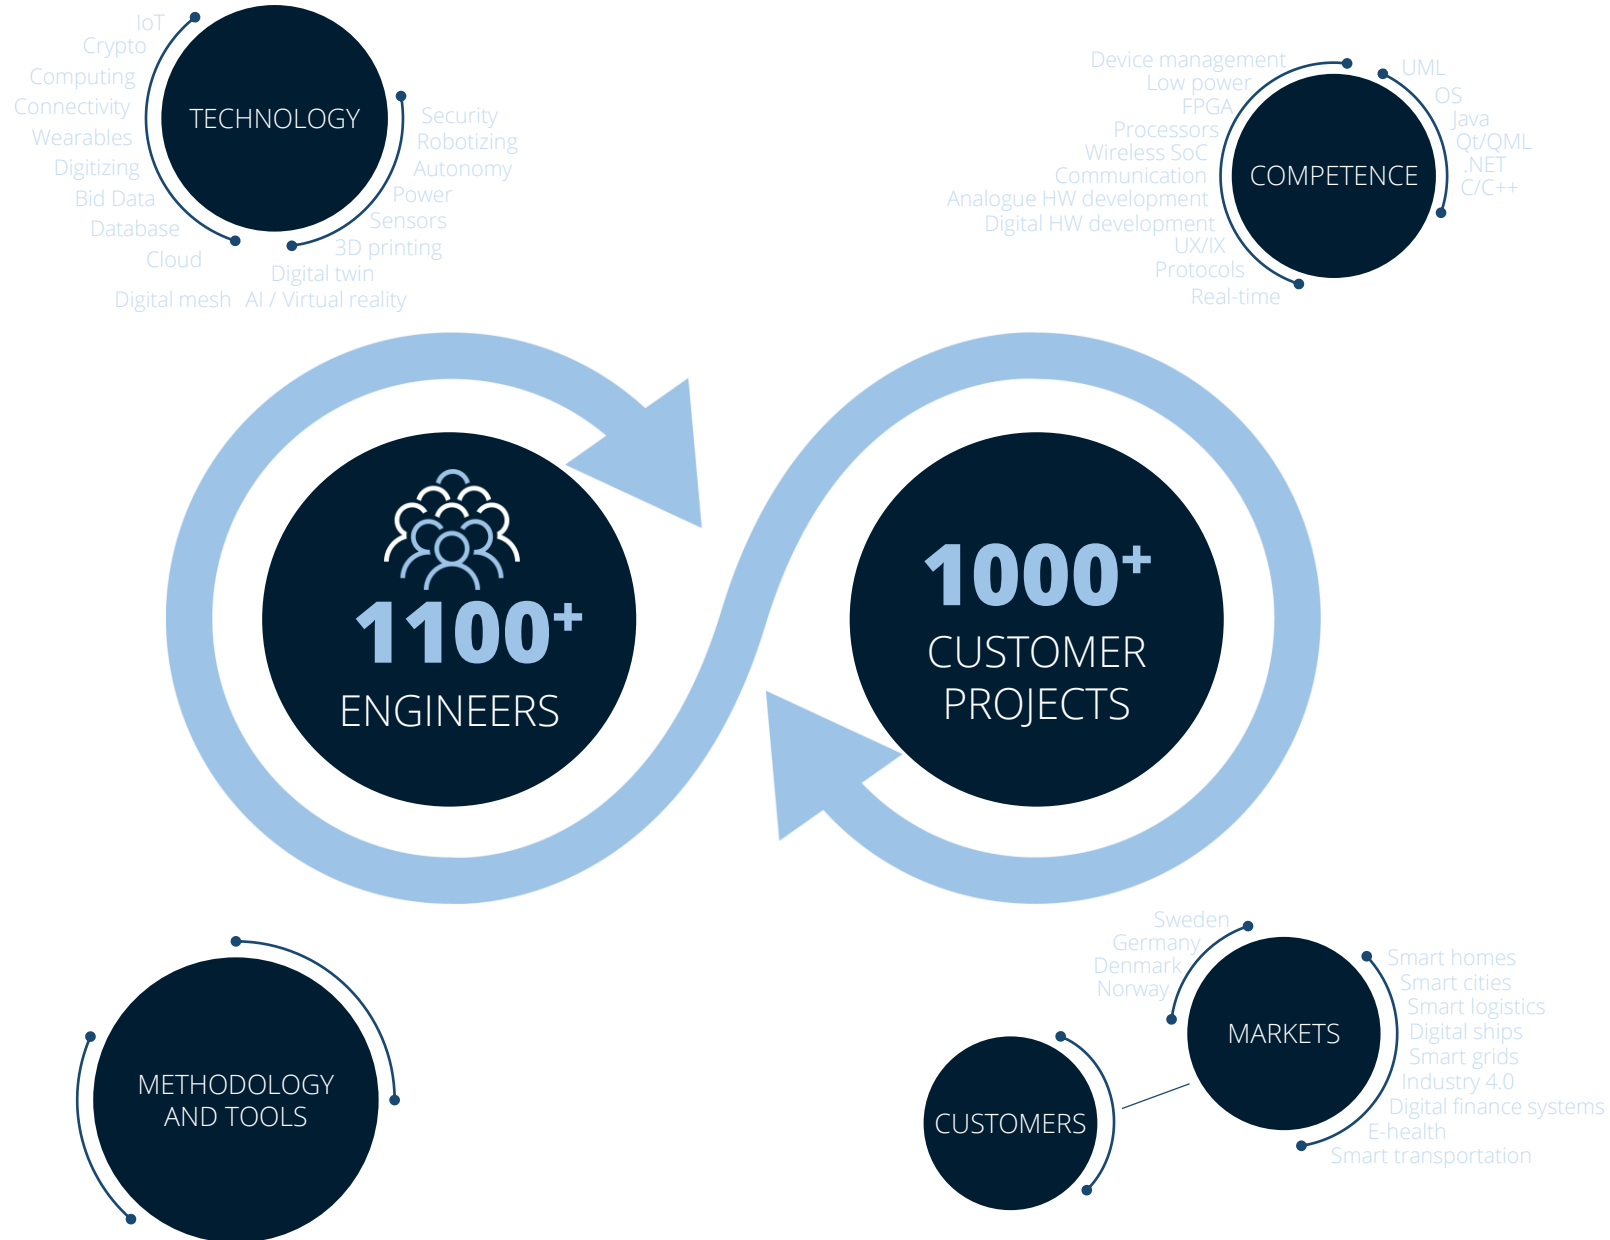 IoT
Crypto
Computing
Connectivity
Wearables
Digitizing
Bid Data
Database
Cloud
Digital mesh
TECHNOLOGY
Security
Robotizing
Autonomy
Power
Sensors
3D printing
Digital twin
AI / Virtual reality
Device management
Low power
FPGA
Processors
Wireless SoC
Communication
Analogue HW development
Digital HW development
UX/IX
Protocols
Real-time
COMPETENCE
UML
OS
Java
Qt/QML
.NET
C/C++
1100+
ENGINEERS
1000+
CUSTOMER
PROJECTS
METHODOLOGY
AND TOOLS
CUSTOMERS
Sweden
Germany
Denmark
Norway
MARKETS
Smart homes
Smart cities
Smart logistics
Digital ships
Smart grids
Industry 4.0
Digital finance systems
E-health
Smart transportation